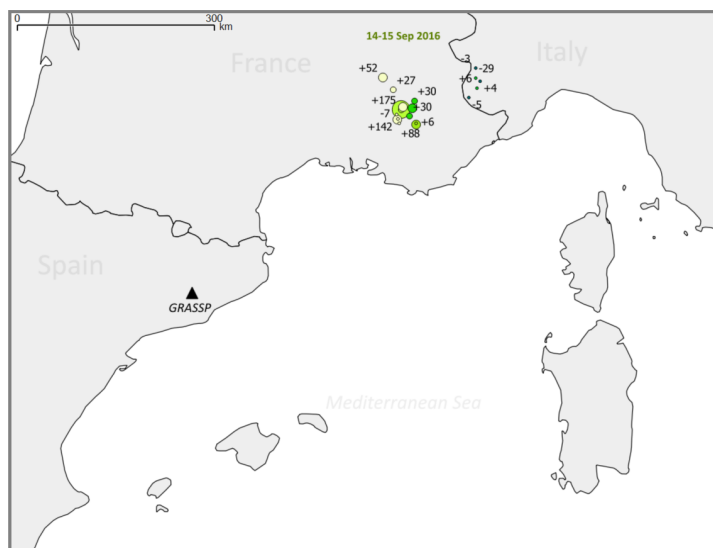 0 300
km
14-15 Sep 2016
France
Italy
-3
-29
+52
+6
+27
+4
+30
+175
-5
+30
-7
+6
+142
+88
Spain
GRASSP
Mediterranean Sea